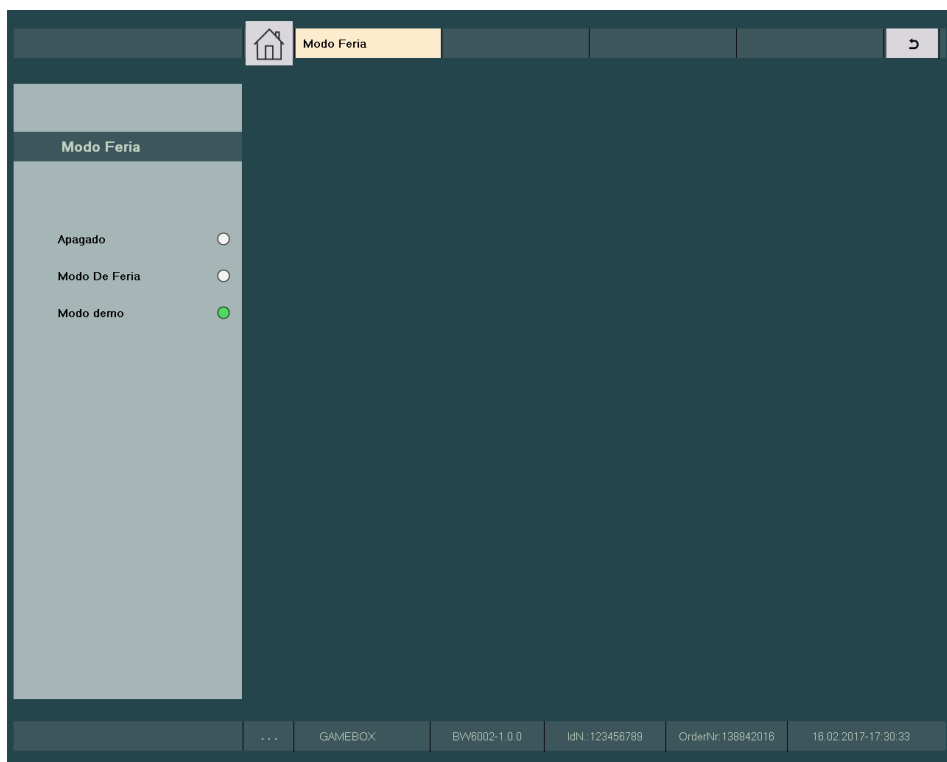 Modo Feria
Modo Feria
Apagado
Modo De Feria
Modo demo
... GAMEBOX BW6002-1.0.0 IdN.:123456789 OrderNr:138842016 16.02.2017-17:30:33